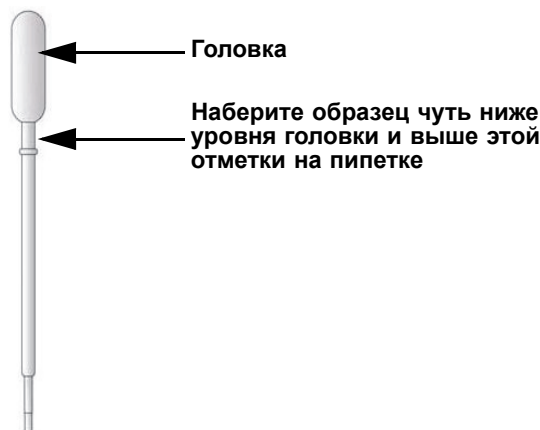 Головка
Наберите образец чуть ниже
уровня головки и выше этой
отметки на пипетке